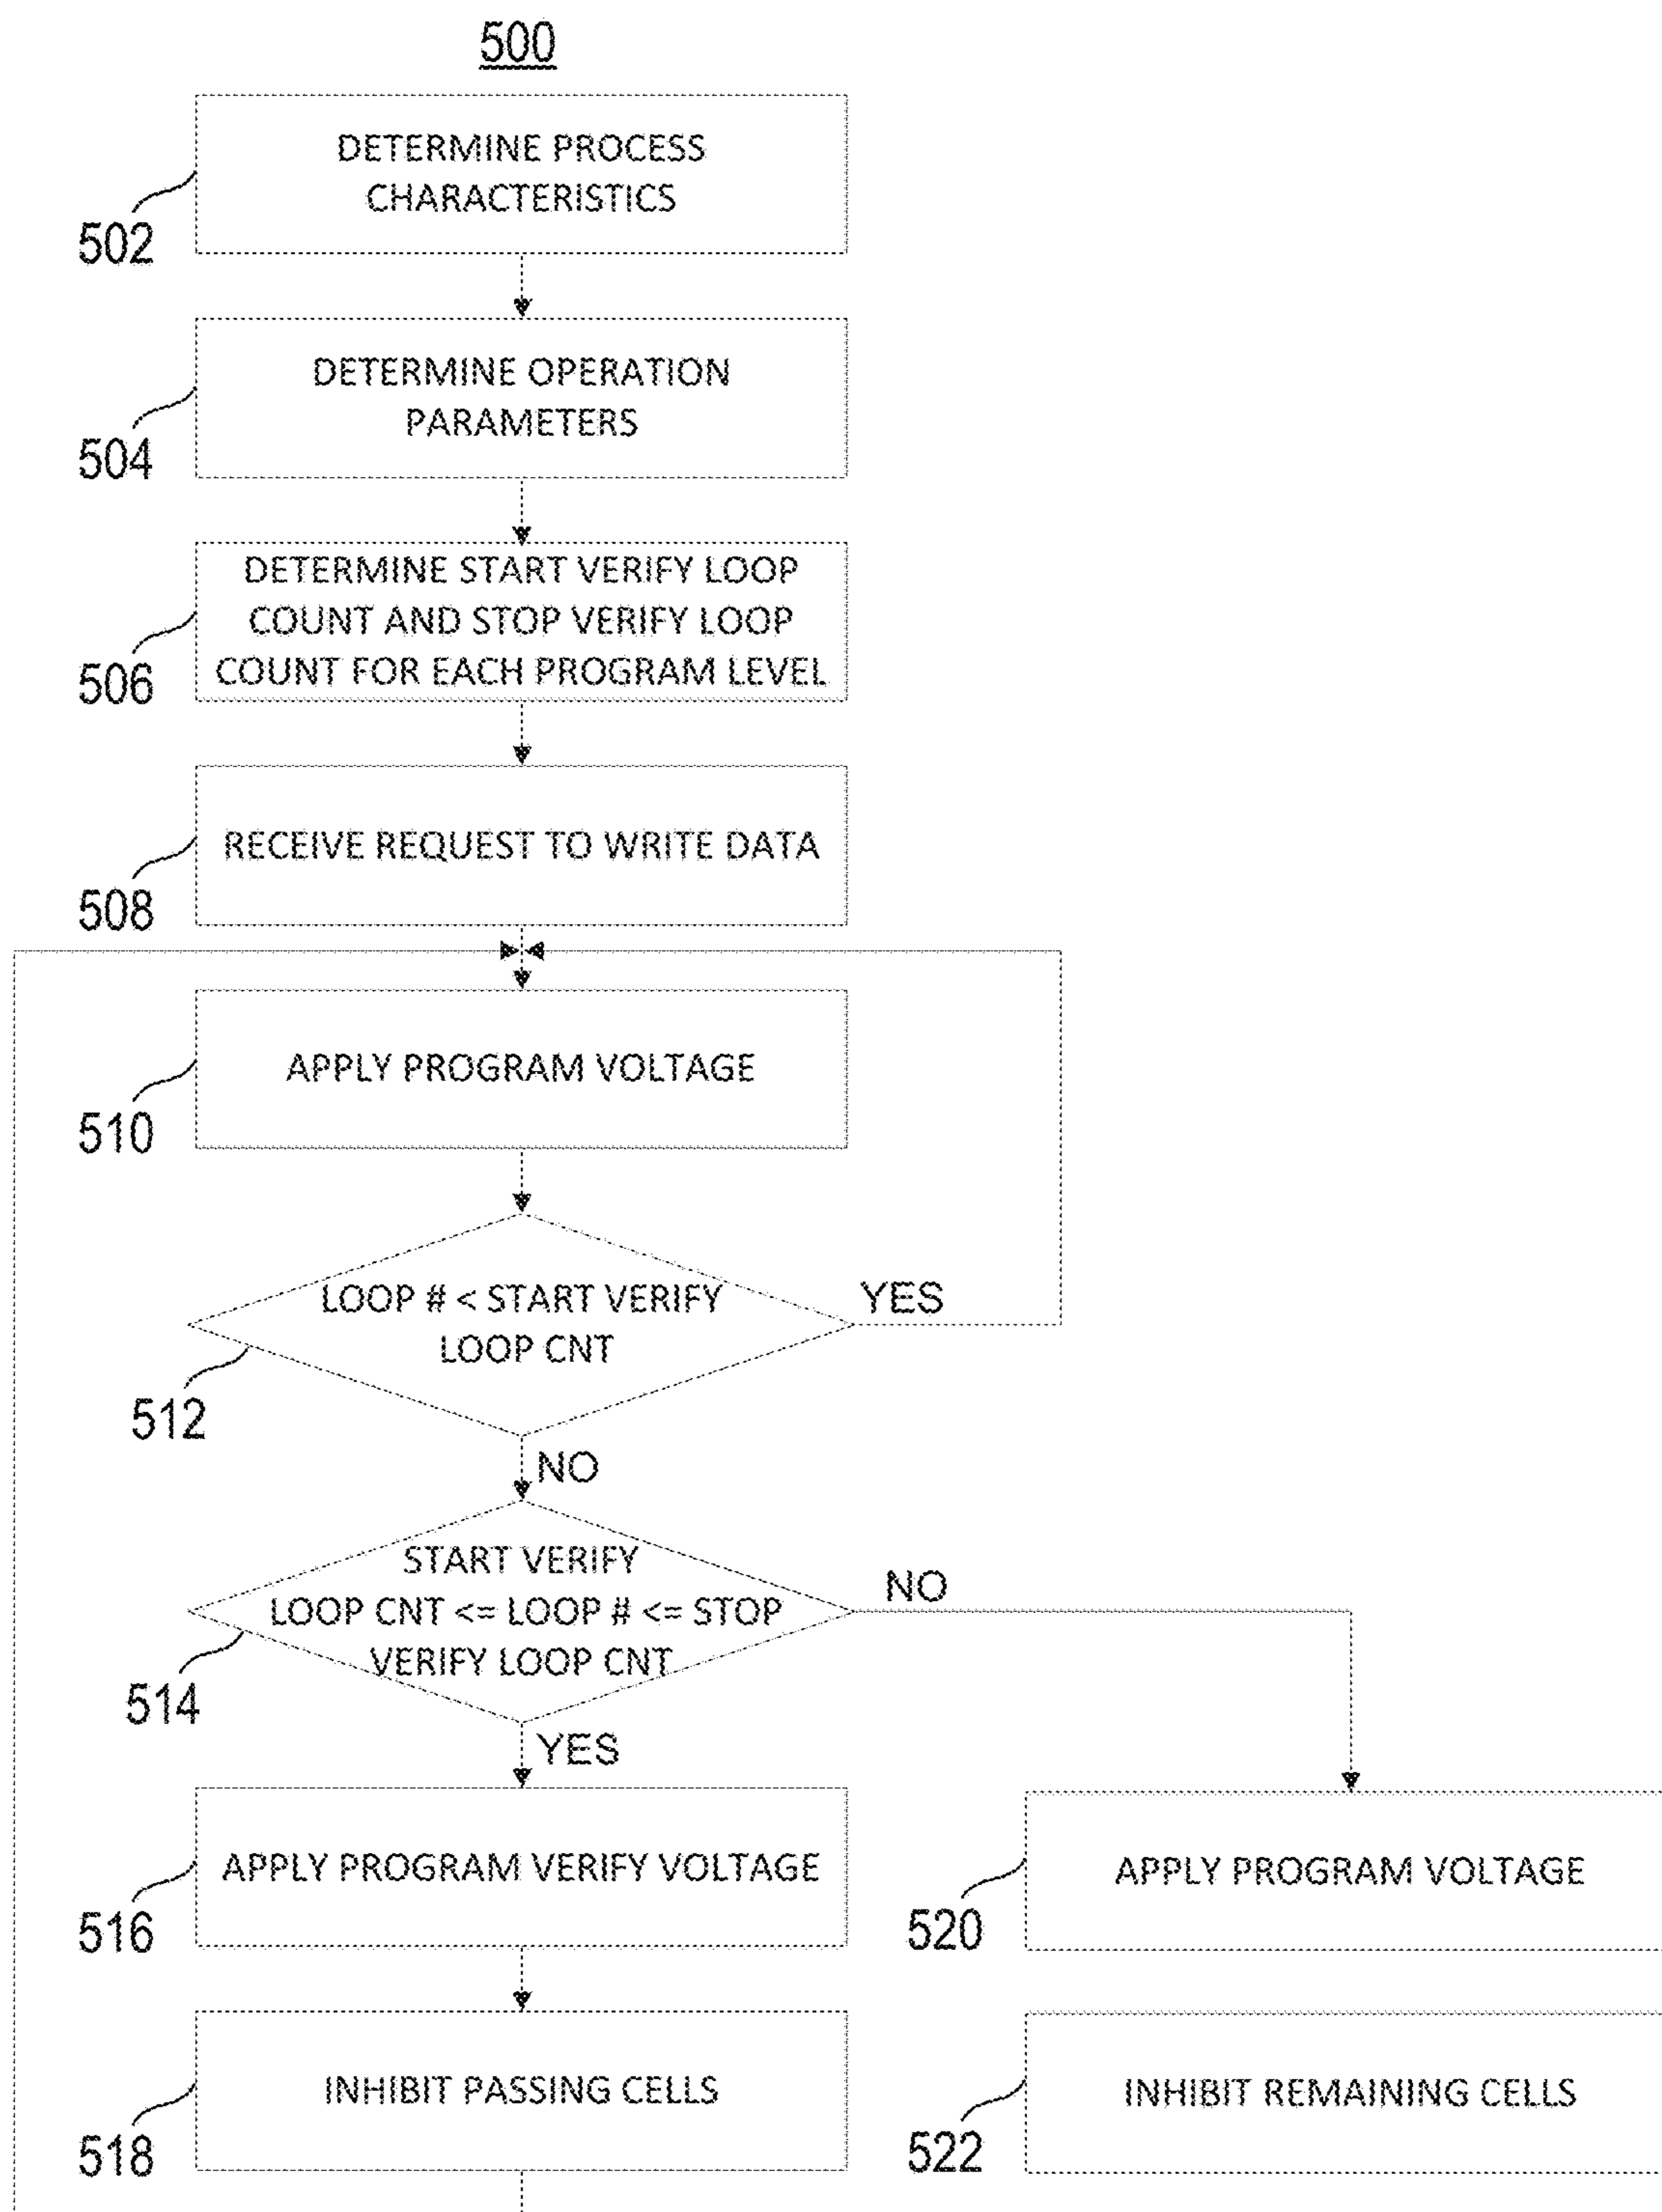 500
DETERMINE PROCESS
CHARACTERISTICS
502
DETERMINE OPERATION
PARAMETERS
504
DETERMINE START VERIFY LOOP
COUNT AND STOP VERIFY LOOP
COUNT FOR EACH PROGRAM LEVEL
506
RECEIVE REQUEST TO WRITE DATA
508
APPLY PROGRAM VOLTAGE
510
LOOP # < START VERIFY
LOOP CNT
YES
512
NO
START VERIFY
LOOP CNT <= LOOP # <= STOP
VERIFY LOOP CNT
NO
514
YES
APPLY PROGRAM VERIFY VOLTAGE
516
APPLY PROGRAM VOLTAGE
520
INHIBIT PASSING CELLS
518
INHIBIT REMAINING CELLS
522